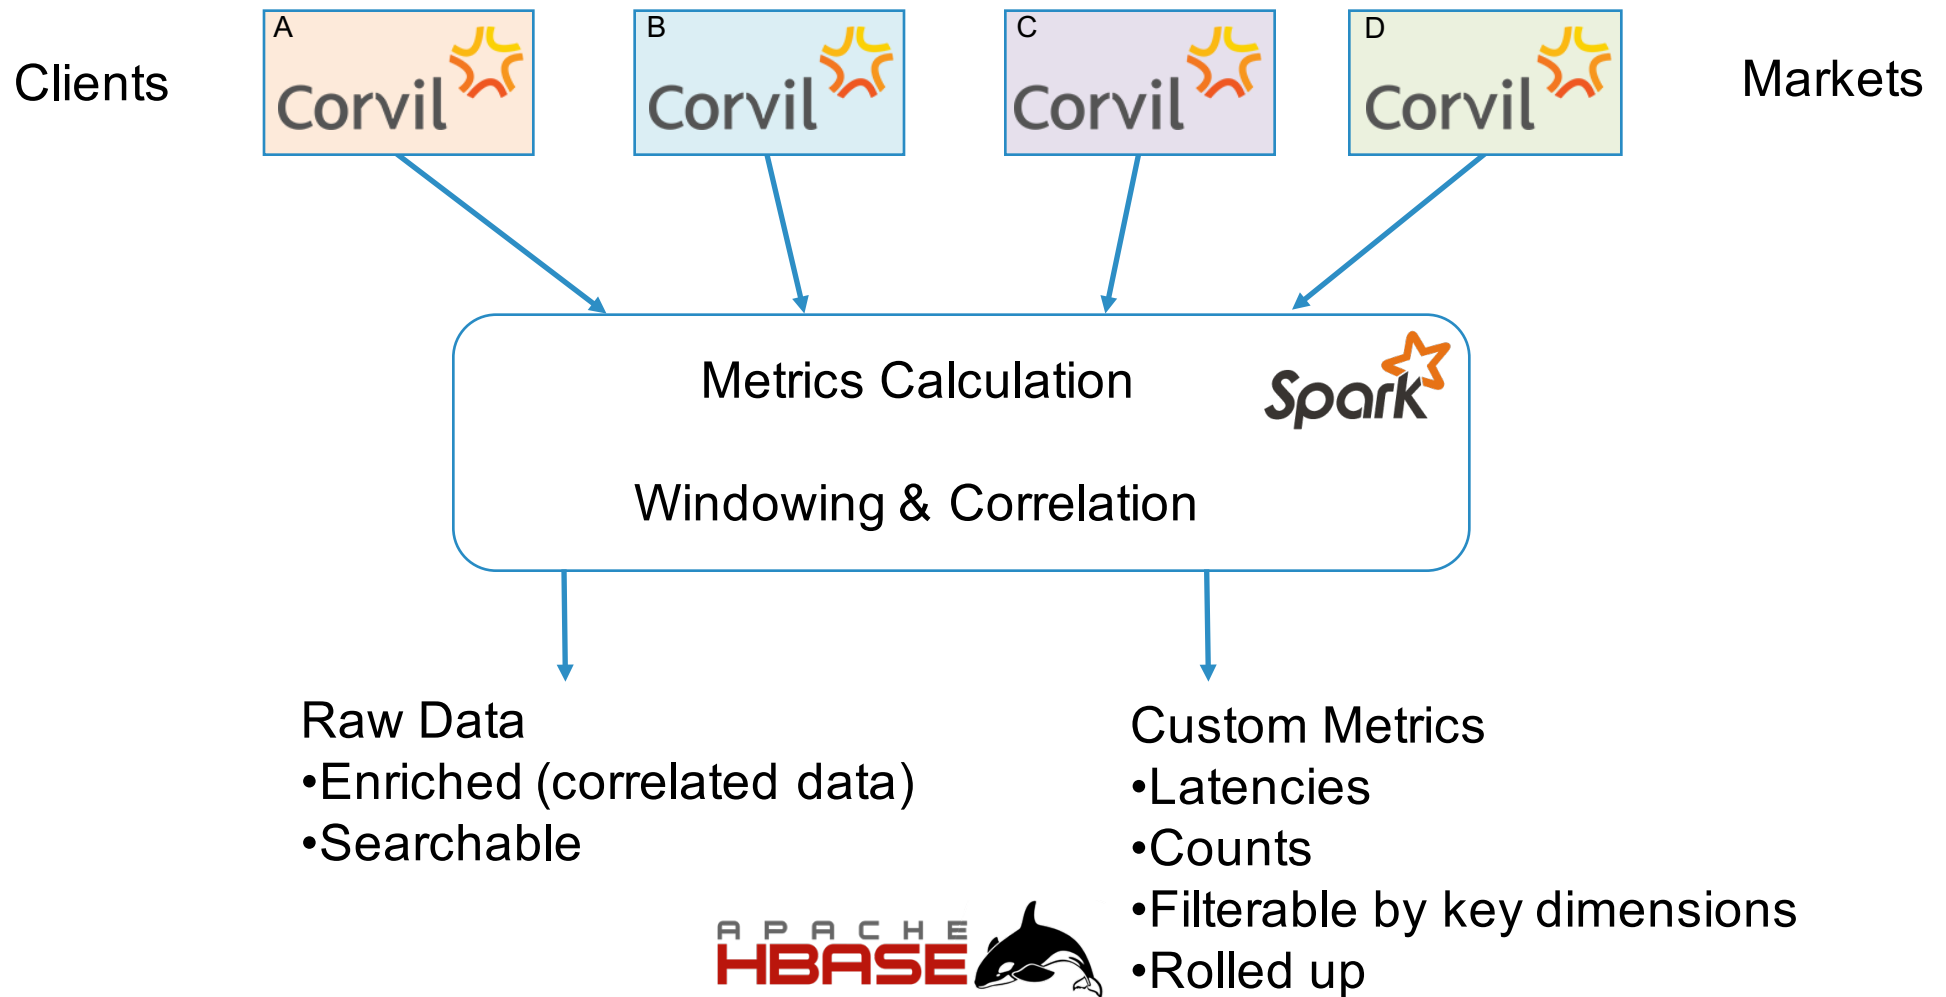 Clients
A
Corvil
B
Corvil
C
Corvil
D
Corvil
Markets
Metrics Calculation
Spark
Windowing & Correlation
Raw Data
•Enriched (correlated data)
•Searchable
Custom Metrics
•Latencies
•Counts
•Filterable by key dimensions
•Rolled up
APACHE
HBASE